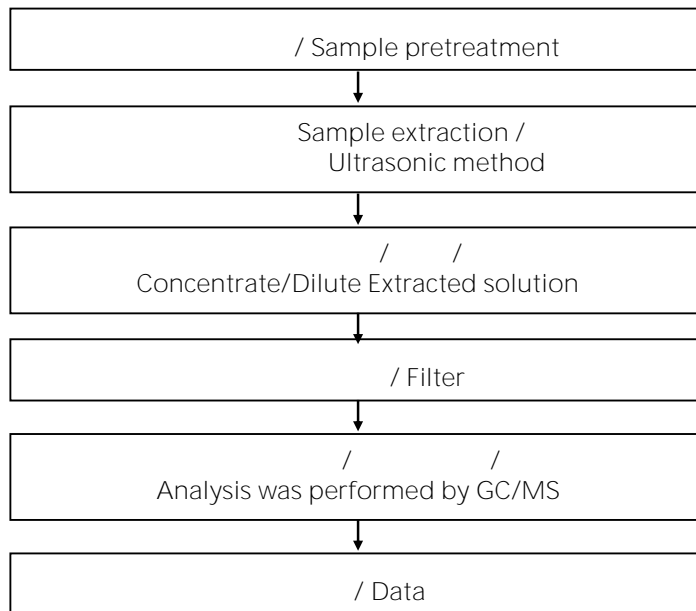 / Sample pretreatment
Sample extraction /
Ultrasonic method
/ /
Concentrate/Dilute Extracted solution
/ Filter
/ /
Analysis was performed by GC/MS
/ Data